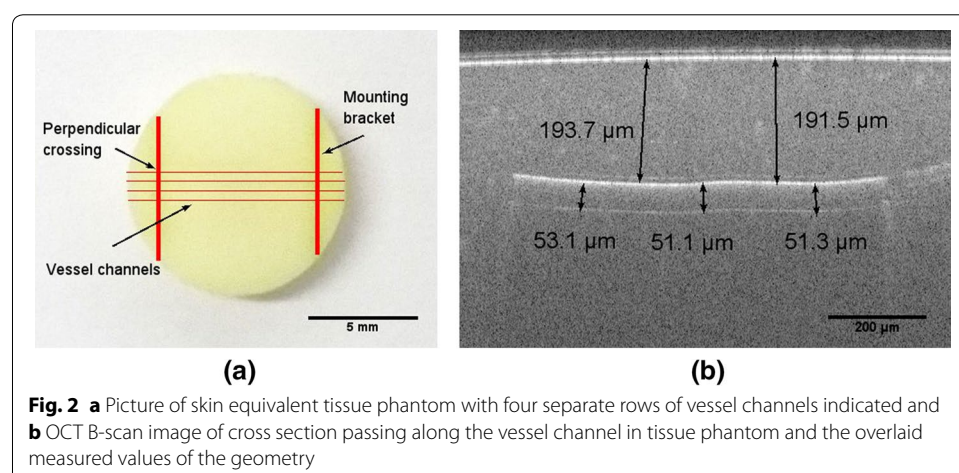 Perpendicular
crossing
Mounting
bracket
Vessel channels
5 mm
193.7 µm
191.5 µm
53.1 µm
51.1 µm
51.3 µm
200 µm
(a)
(b)
Fig. 2 a Picture of skin equivalent tissue phantom with four separate rows of vessel channels indicated and
b OCT B-scan image of cross section passing along the vessel channel in tissue phantom and the overlaid
measured values of the geometry